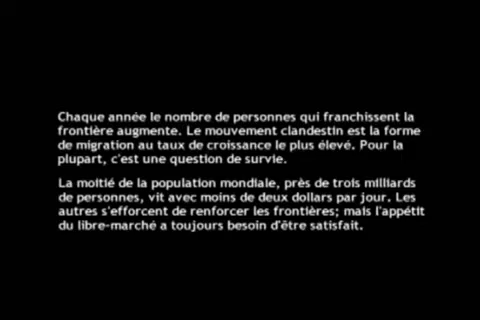 Chaque année le nombre de personnes qui franchissent la
frontière augmente. Le mouvement clandestin est la forme
de migration au taux de croissance le plus élevé. Pour la
plupart, c'est une question de survie.
La moitié de la population mondiale, près de trois milliards
de personnes, vit avec moins de deux dollars par jour. Les
autres s'efforcent de renforcer les frontières; mais l'appétit
du libre-marché a toujours besoin d'être satisfait.